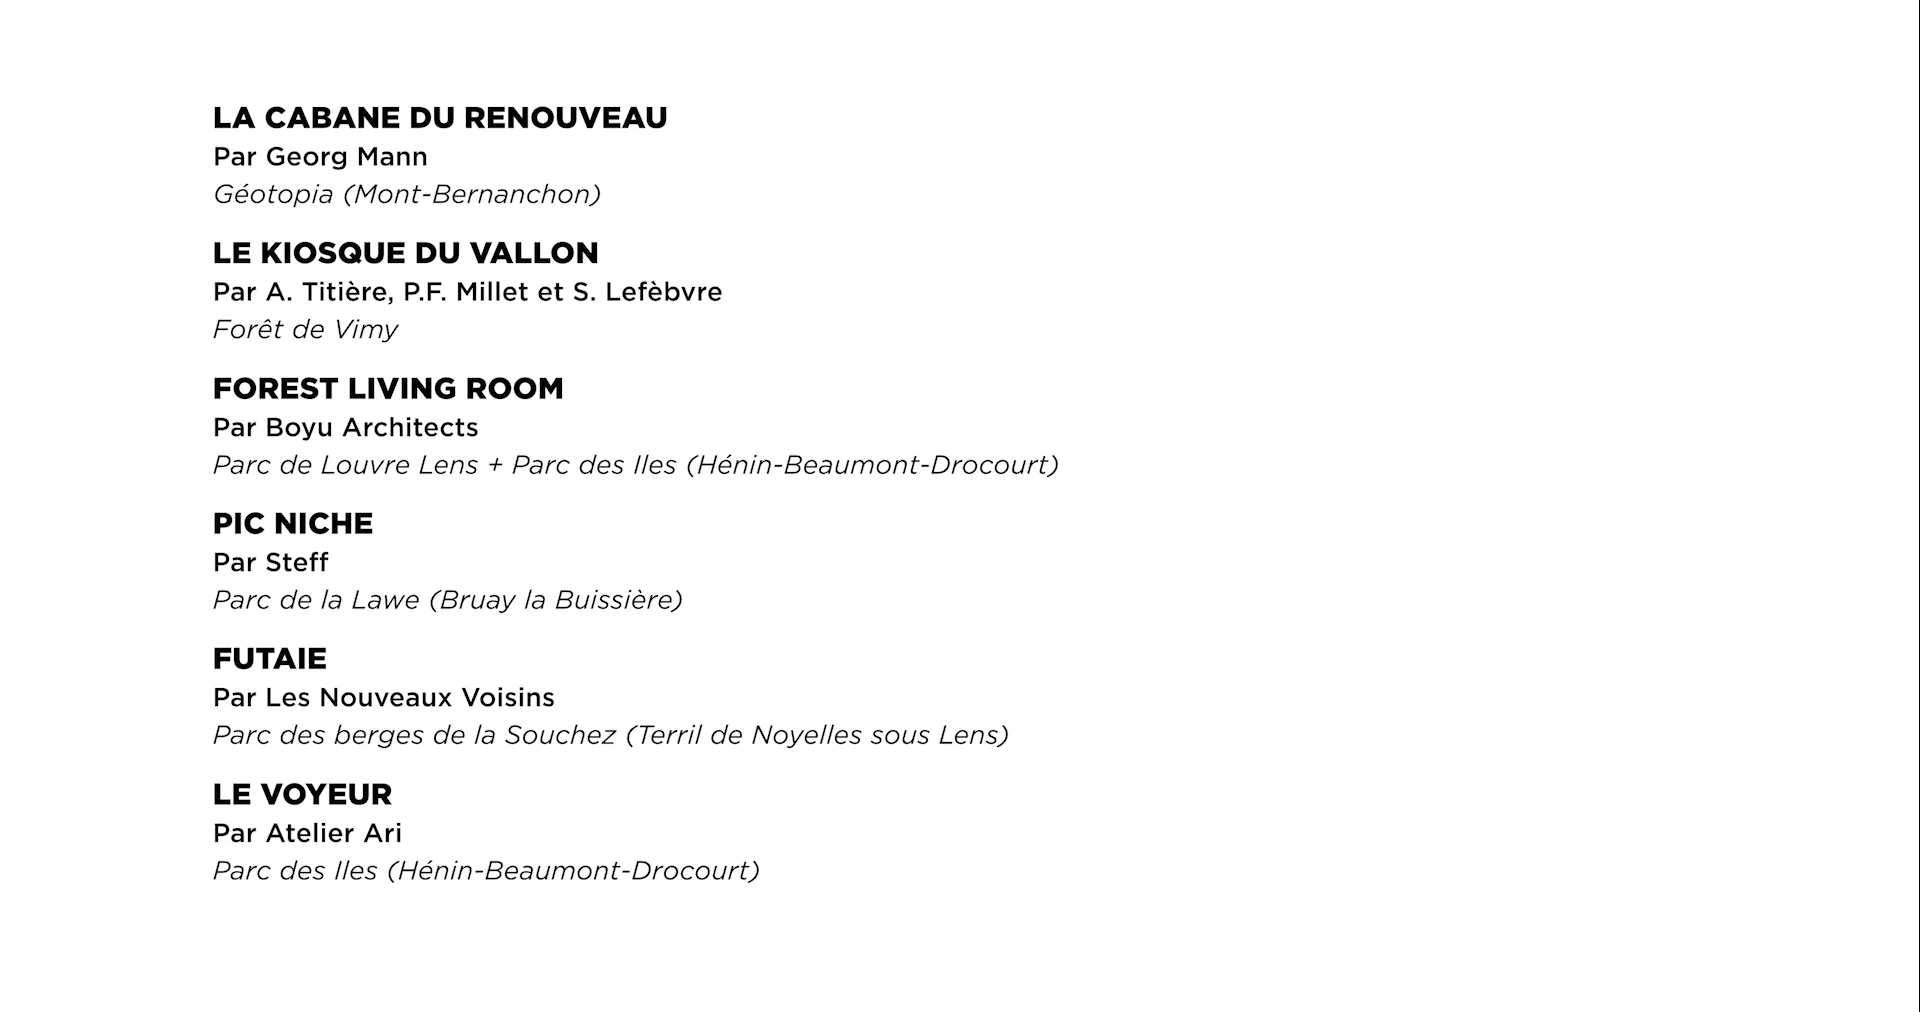 LA CABANE DU RENOUVEAU
Par Georg Mann
Géotopia (Mont-Bernanchon)
LE KIOSQUE DU VALLON
Par A. Titière, P.F. Millet et S. Lefèbvre
Forêt de Vimy
FOREST LIVING ROOM
Par Boyu Architects
Parc de Louvre Lens + Parc des Iles (Hénin-Beaumont-Drocourt)
PIC NICHE
Par Steff
Parc de la Lawe (Bruay la Buissière)
FUTAIE
Par Les Nouveaux Voisins
Parc des berges de la Souchez (Terril de Noyelles sous Lens)
LE VOYEUR
Par Atelier Ari
Parc des Iles (Hénin-Beaumont-Drocourt)